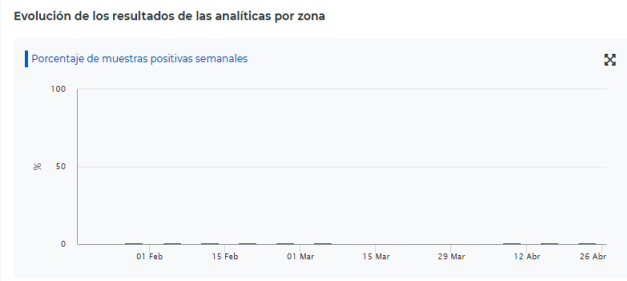 Evolución de los resultados de las analíticas por zona
Porcentaje de muestras positivas semanales
100
%
50
0
01 Feb
15 Feb
01 Mar
15 Mar
29 Mar
12 Abr
26 Abr